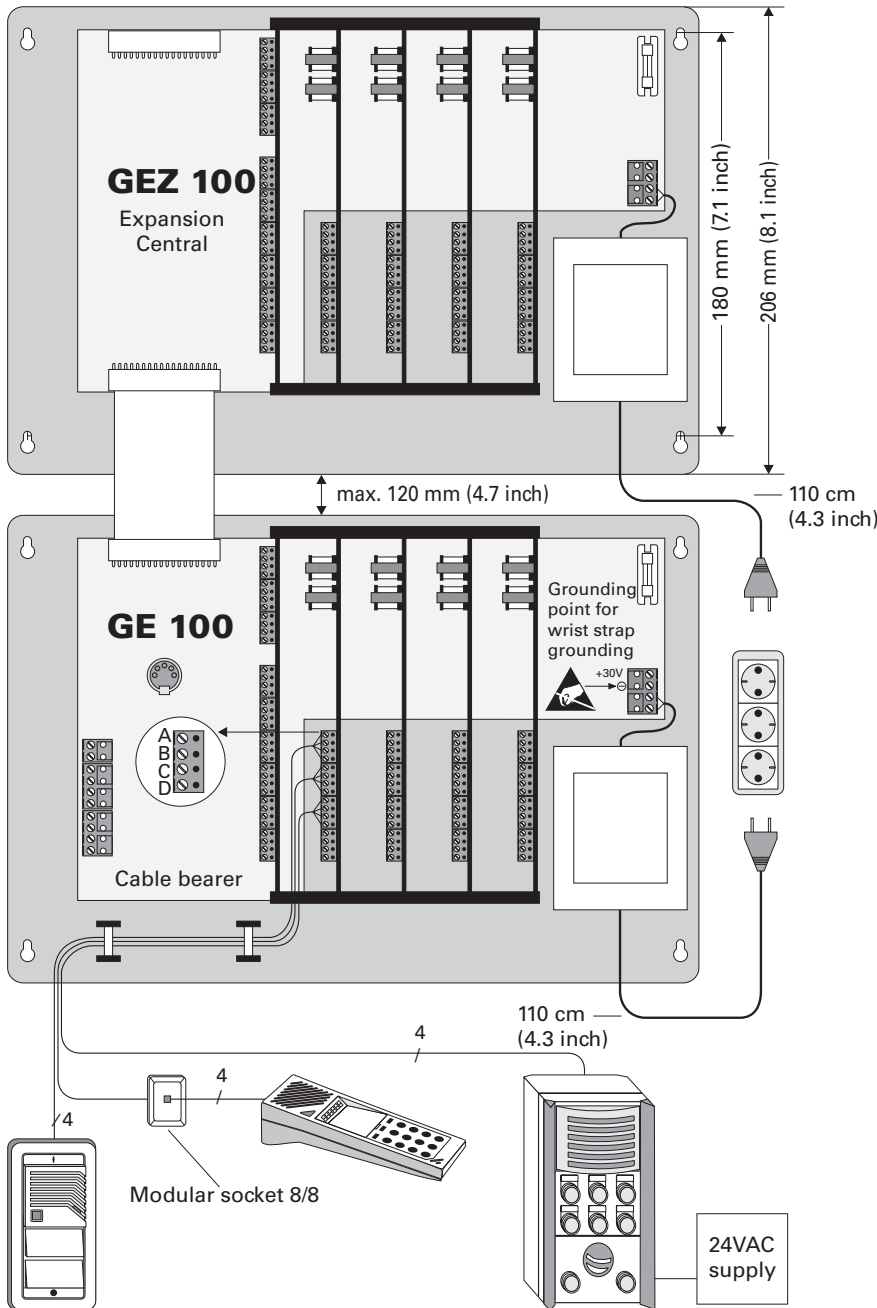 GEZ 100
Expansion
Central
180 mm (7.1 inch)
206 mm (8.1 inch)
max. 120 mm (4.7 inch)
110 cm
(4.3 inch)
GE 100
Grounding
point for
wrist strap
grounding
+30V
A
B
C
D
Cable bearer
110 cm
(4.3 inch)
4
4
4
Modular socket 8/8
24VAC
supply